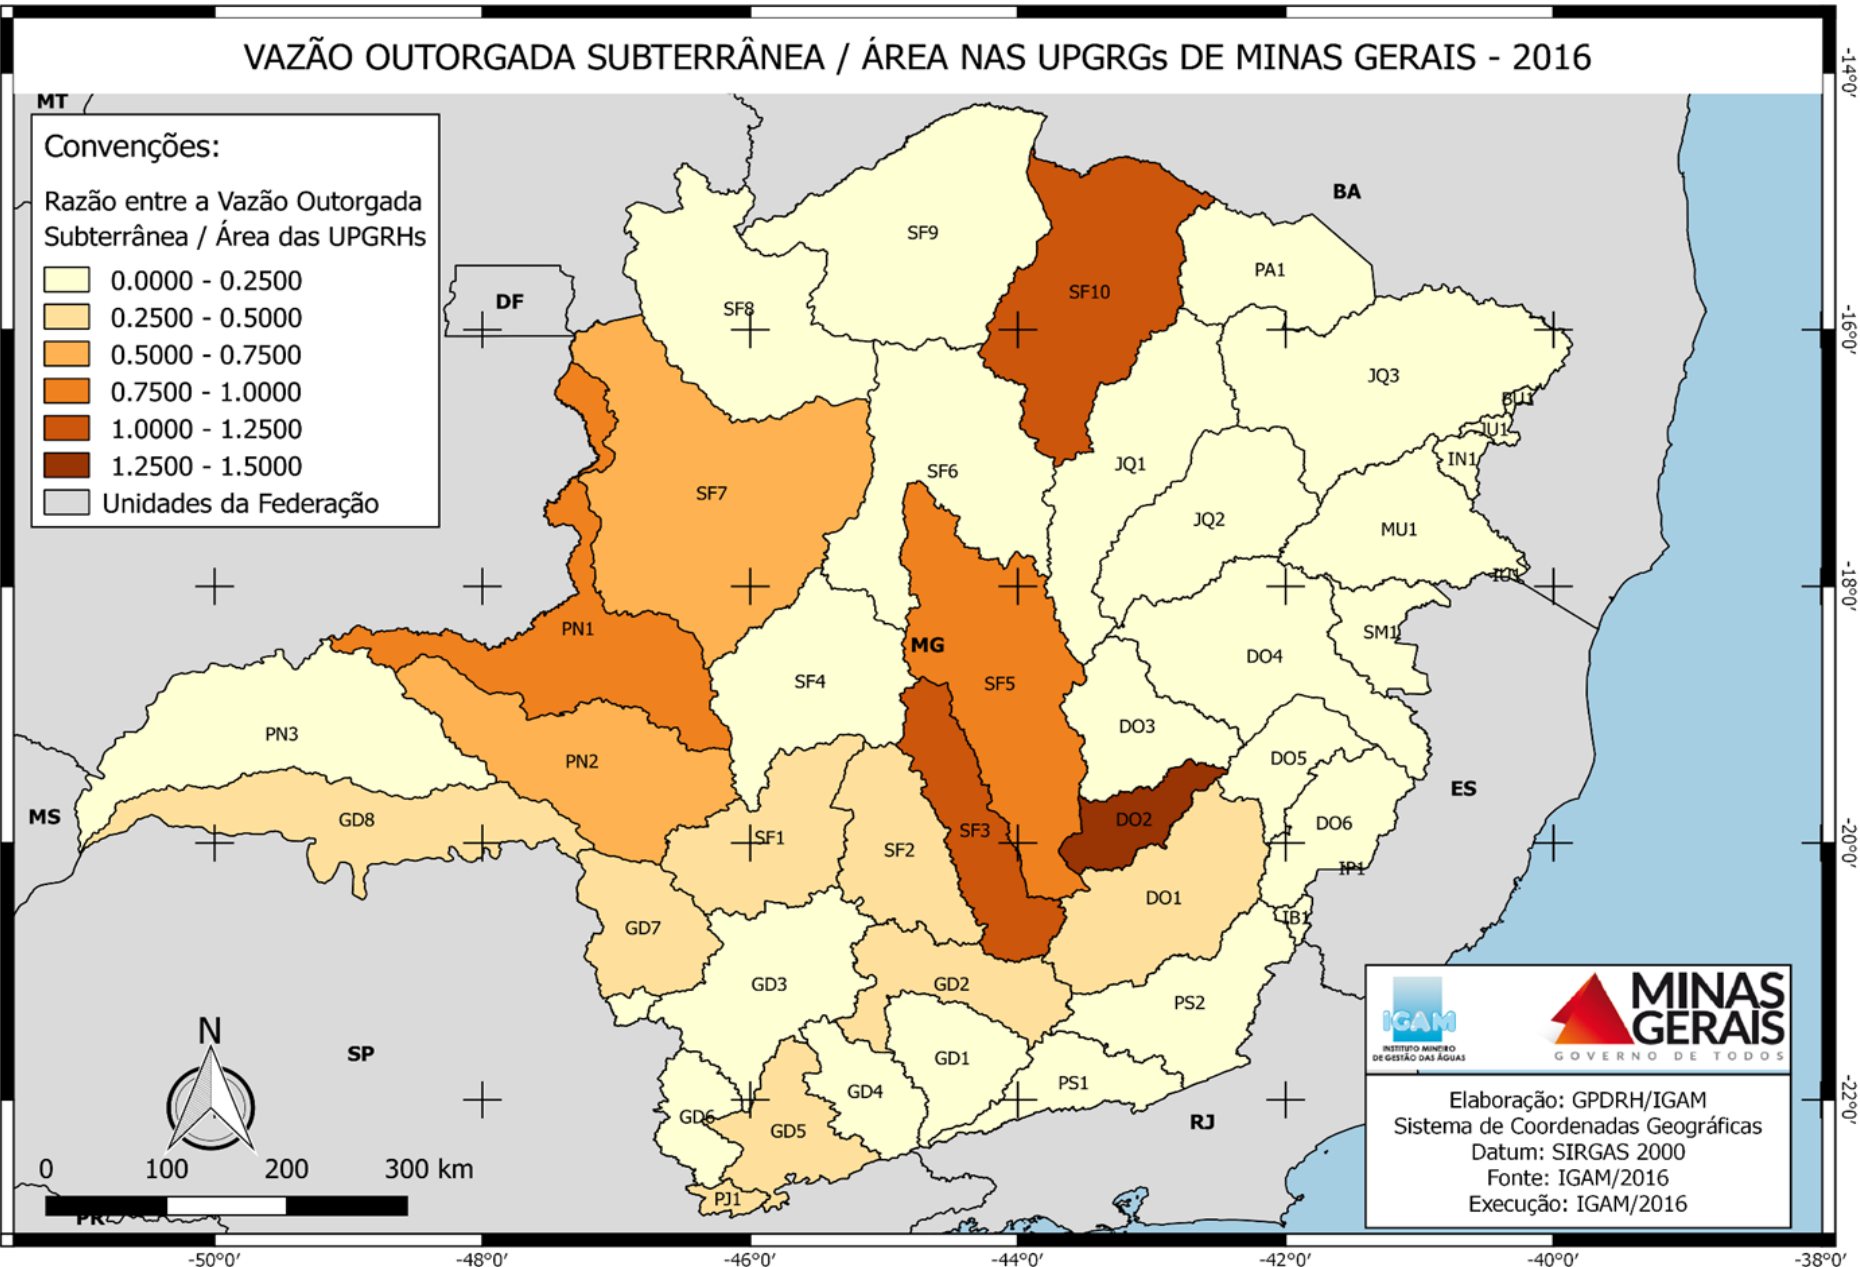 VAZÃO OUTORGADA SUBTERRÂNEA / ÁREA NAS UPGRGs DE MINAS GERAIS - 2016
MT
Convenções:
Razão entre a Vazão Outorgada
Subterrânea / Área das UPGRHs
0.0000 - 0.2500
0.2500 - 0.5000
0.5000 - 0.7500
0.7500 - 1.0000
1.0000 - 1.2500
1.2500 - 1.5000
Unidades da Federação
DF
BA
SF9
PA1
SF10
SF8
JQ3
BU1
JU1
IN1
JQ1
SF6
SF7
JQ2
MU1
IU1
PN1
SM1
MG
DO4
SF4
SF5
PN3
DO3
PN2
DO5
ES
MS
GD8
DO2
DO6
SF1
SF3
SF2
IP1
DO1
IB1
GD7
GD3
GD2
PS2
SP
GD1
PS1
GD4
GD6
GD5
RJ
PJ1
PR
N
0 100 200 300 km
IGAM
INSTITUTO MINEIRO
DE GESTÃO DAS ÁGUAS
MINAS
GERAIS
GOVERNO DE TODOS
Elaboração: GPDRH/IGAM
Sistema de Coordenadas Geográficas
Datum: SIRGAS 2000
Fonte: IGAM/2016
Execução: IGAM/2016
-14°0'
-16°0'
-18°0'
-20°0'
-22°0'
-50°0' -48°0' -46°0' -44°0' -42°0' -40°0' -38°0'